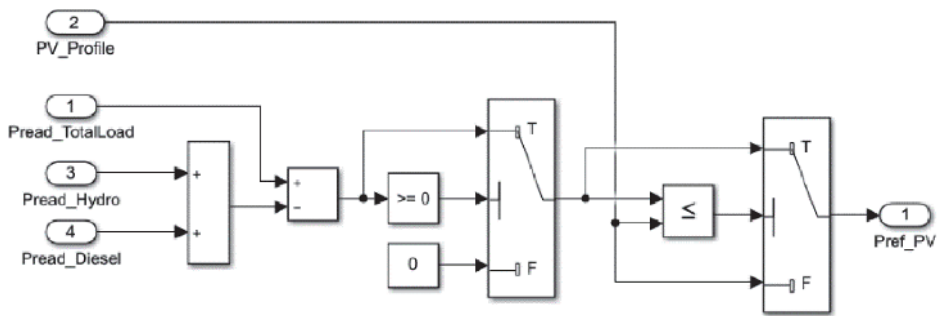 2
PV_Profile
1
Pread_TotalLoad
3
Pread_Hydro
4
Pread_Diesel
+
+
+
−
>= 0
0
T
F
≤
T
F
1
Pref_PV